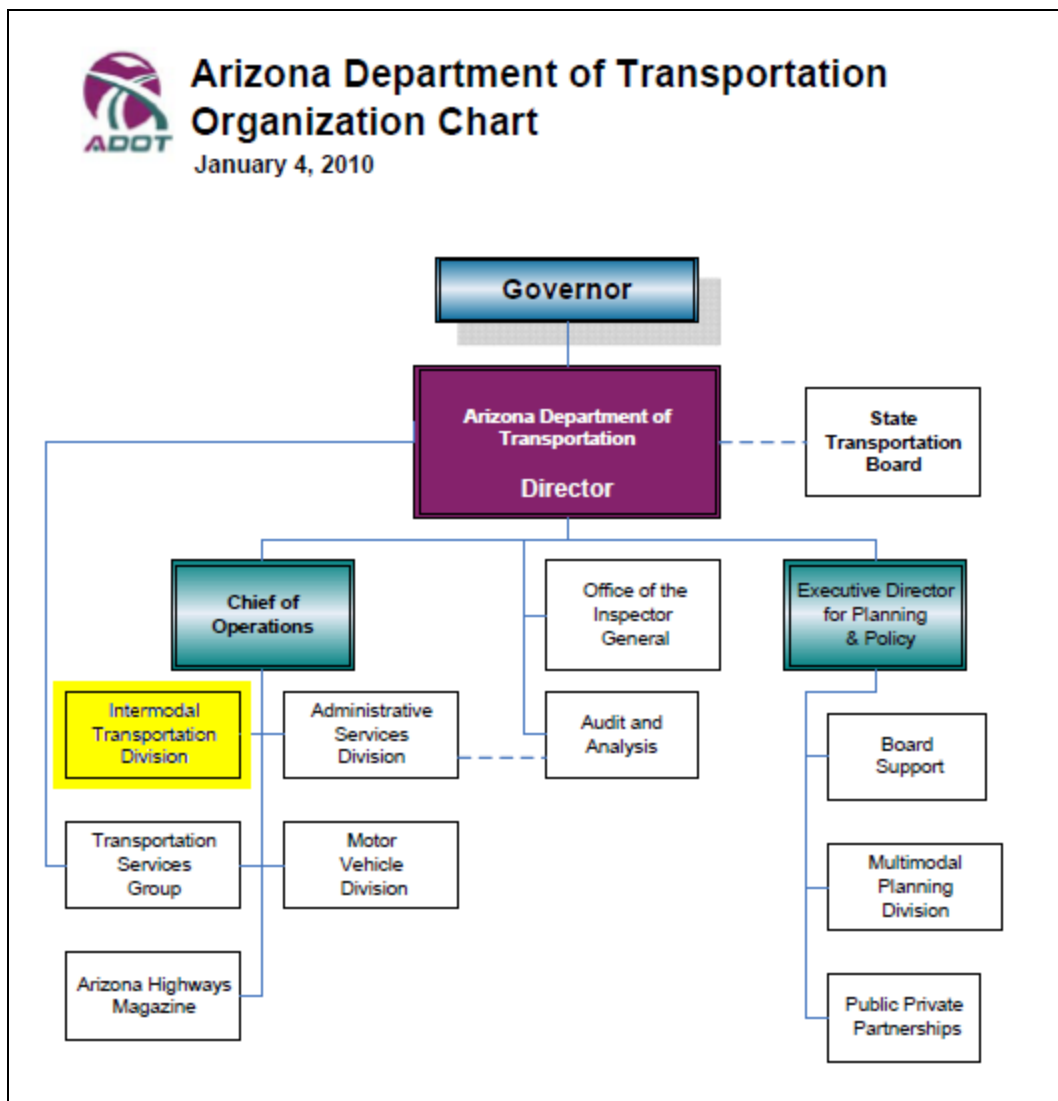 Arizona Department of Transportation
Organization Chart
January 4, 2010
ADOT
Governor
Arizona Department of
Transportation
Director
State
Transportation
Board
Chief of
Operations
Office of the
Inspector
General
Executive Director
for Planning
& Policy
Intermodal
Transportation
Division
Administrative
Services
Division
Audit and
Analysis
Board
Support
Transportation
Services
Group
Motor
Vehicle
Division
Multimodal
Planning
Division
Arizona Highways
Magazine
Public Private
Partnerships